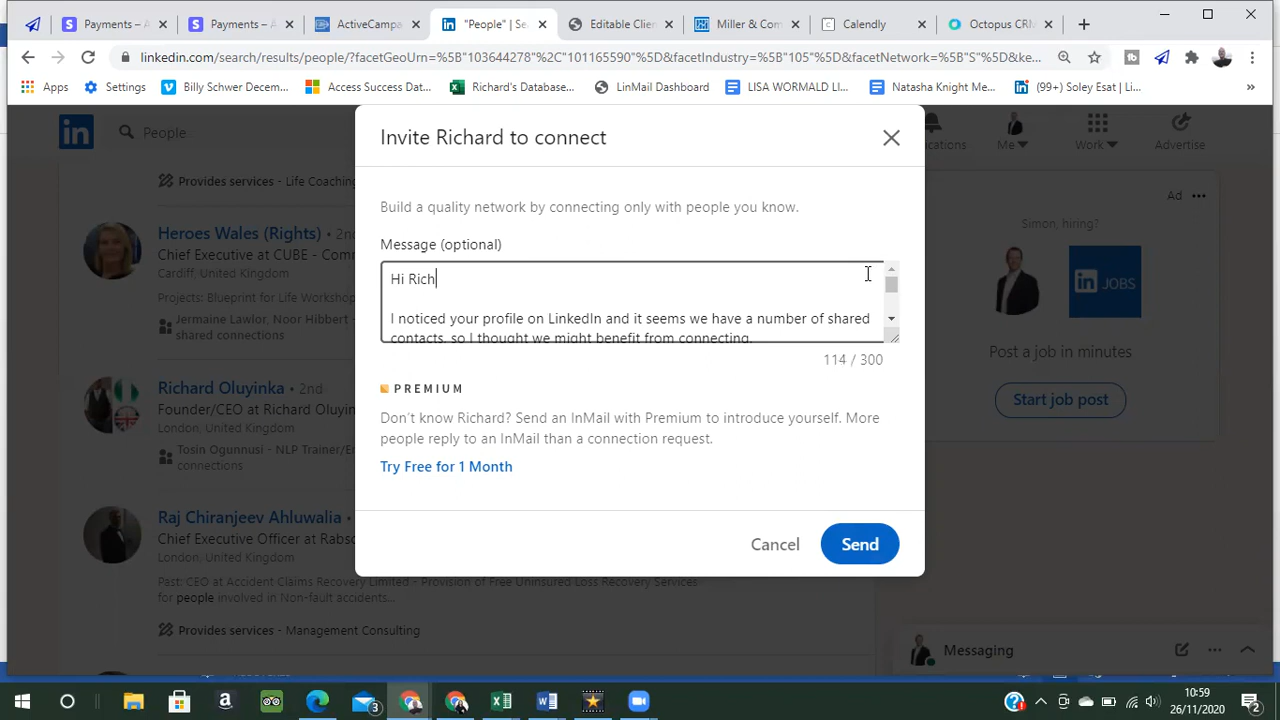 Payments – A
Payments – A
ActiveCampa
"People" | Se
Editable Clien
Miller & Com
Calendly
Octopus CRM
linkedin.com/search/results/people/?facetGeoUrn=%5B"103644278"%2C"101165590"%5D&facetIndustry=%5B"105"%5D&facetNetwork=%5B"S"%5D&ke...
Apps
Settings
Billy Schwer Decem...
Access Success Dat...
Richard's Database...
LinMail Dashboard
LISA WORMALD LI...
Natasha Knight Me...
(99+) Soley Esat | Li...
»
in
People
ications
Me
Work
Advertise
Provides services - Life Coaching
Heroes Wales (Rights) • 2nd
Chief Executive at CUBE - Com
Cardiff, United Kingdom
Projects: Blueprint for Life Workshop
Jermaine Lawlor, Noor Hibbert
shared connections
Richard Oluyinka • 2nd
Founder/CEO at Richard Oluyin
London, United Kingdom
Tosin Ogunnusi - NLP Trainer/En
connections
Raj Chiranjeev Ahluwalia •
Chief Executive Officer at Rabso
London, United Kingdom
Past: CEO at Accident Claims Recovery Limited - Provision of Free Uninsured Loss Recovery Services
for people involved in Non-fault accidents...
Provides services - Management Consulting
Invite Richard to connect
Build a quality network by connecting only with people you know.
Message (optional)
Hi Rich
I noticed your profile on LinkedIn and it seems we have a number of shared
contacts, so I thought we might benefit from connecting.
114 / 300
PREMIUM
Don't know Richard? Send an InMail with Premium to introduce yourself. More
people reply to an InMail than a connection request.
Try Free for 1 Month
Cancel
Send
Ad
Simon, hiring?
in JOBS
Post a job in minutes
Start job post
Messaging
3
10:59
26/11/2020
2